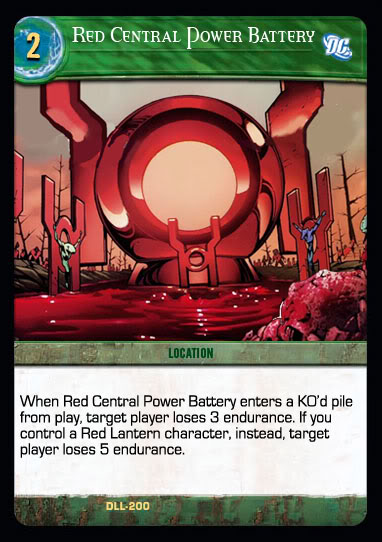 2
Red Central Power Battery
DC
LOCATION
When Red Central Power Battery enters a KO'd pile
from play, target player loses 3 endurance. If you
control a Red Lantern character, instead, target
player loses 5 endurance.
DLL-200